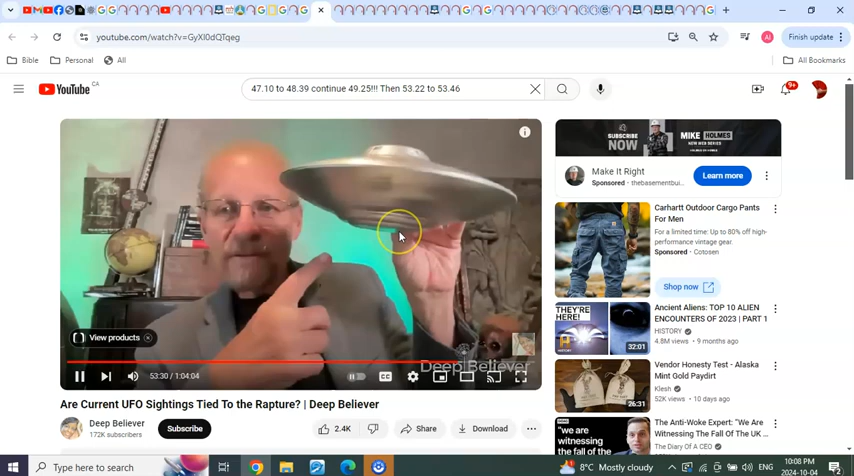 Finish update
youtube.com/watch?v=GyXl0dQTqeg
AI
Bible
Personal
All
All Bookmarks
YouTube CA
47.10 to 48.39 continue 49.25!!! Then 53.22 to 53.46
9+
SUBSCRIBE NOW
MIKE HOLMES
NEW WEB SERIES
Make It Right
Sponsored · thebasementbui...
Learn more
Carhartt Outdoor Cargo Pants
For Men
For a limited time: Up to 80% off high-
performance vintage gear.
Sponsored · Cotosen
Shop now
THEY'RE HERE!
32:01
Ancient Aliens: TOP 10 ALIEN
ENCOUNTERS OF 2023 | PART 1
HISTORY
4.8M views • 9 months ago
26:31
Vendor Honesty Test - Alaska
Mint Gold Paydirt
Klesh
52K views • 10 days ago
"we are
witnessing
the fall of
The Anti-Woke Expert: "We Are
Witnessing The Fall Of The UK ...
The Diary Of A CEO
View products
Deep Believer
53:30 / 1:04:04
CC
Are Current UFO Sightings Tied To the Rapture? | Deep Believer
Deep Believer
172K subscribers
Subscribe
2.4K
Share
Download
Type here to search
8°C Mostly cloudy
ENG
10:08 PM
2024-10-04
2